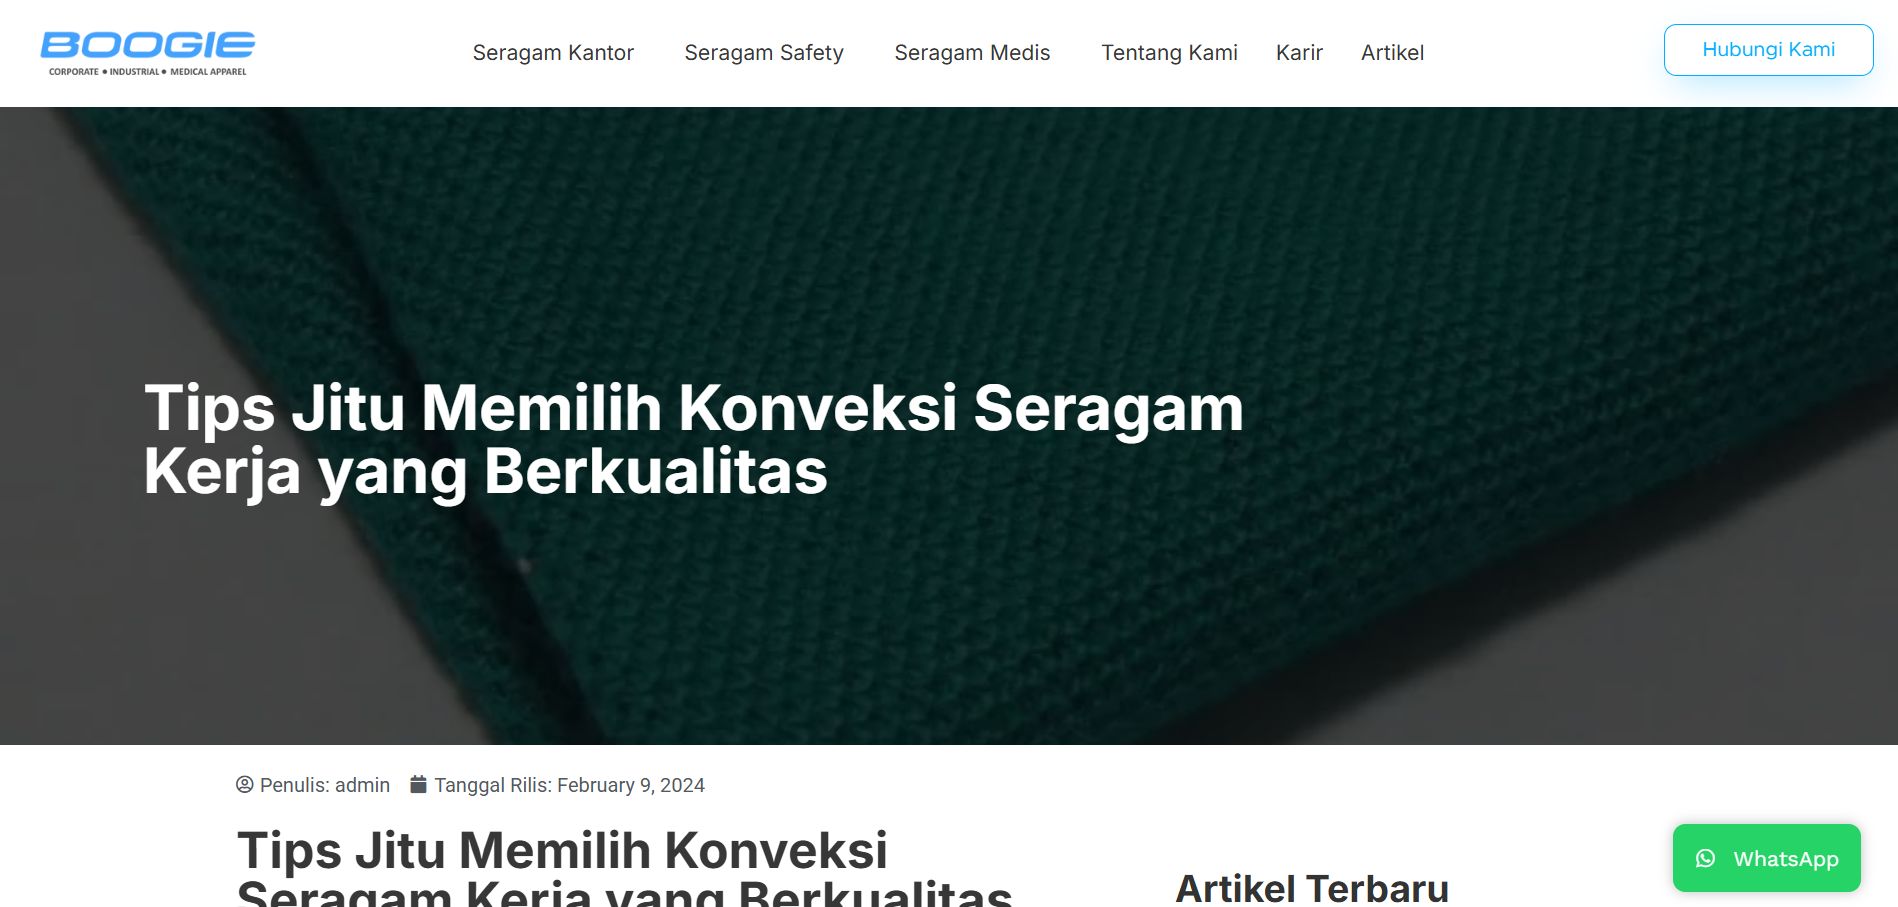 BOOGIE
CORPORATE ● INDUSTRIAL ● MEDICAL APPAREL
Seragam Kantor
Seragam Safety
Seragam Medis
Tentang Kami
Karir
Artikel
Hubungi Kami
Tips Jitu Memilih Konveksi Seragam
Kerja yang Berkualitas
Penulis: admin
Tanggal Rilis: February 9, 2024
Tips Jitu Memilih Konveksi
Seragam Kerja yang Berkualitas
Artikel Terbaru
WhatsApp